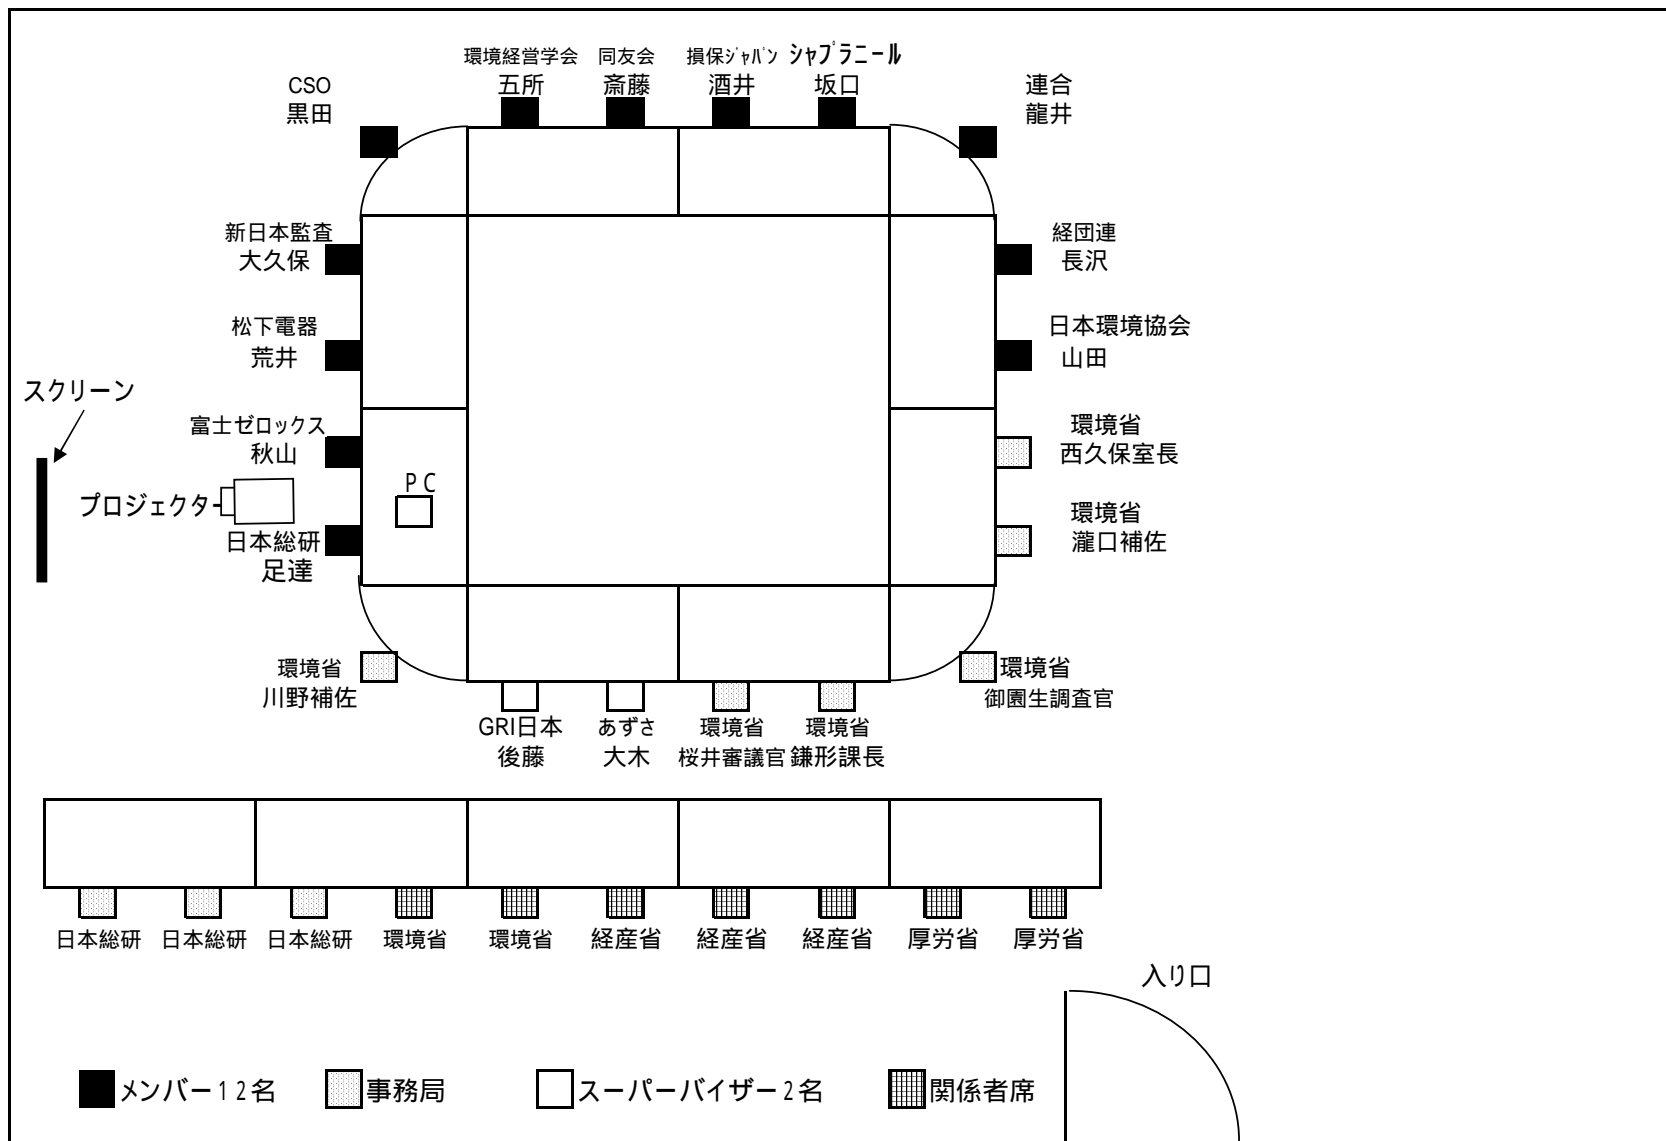 環境経営学会 同友会 損保ジャパン シャプラニール
五所 斎藤 酒井 坂口
CSO
黒田
連合
龍井
新日本監査
大久保
経団連
長沢
松下電器
荒井
日本環境協会
山田
スクリーン
富士ゼロックス
秋山
環境省
西久保室長
PC
プロジェクター
日本総研
足達
環境省
瀧口補佐
環境省
川野補佐
環境省
御園生調査官
GRI日本 あずさ 環境省 環境省
後藤 大木 桜井審議官 鎌形課長
日本総研 日本総研 日本総研 環境省 環境省 経産省 経産省 経産省 厚労省 厚労省
入り口
メンバー12名 事務局 スーパーバイザー2名 関係者席